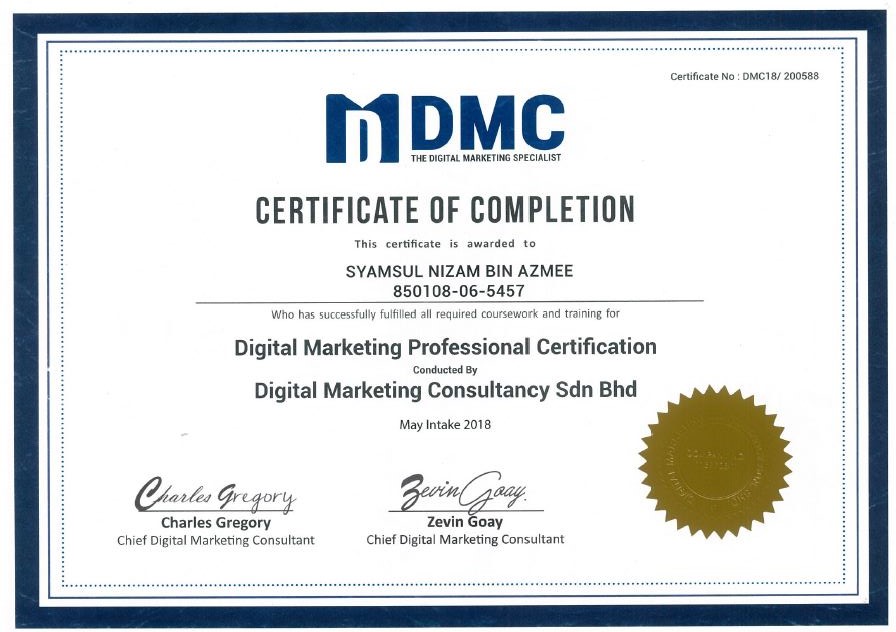 Certificate No : DMC18/ 200588
DMC
THE DIGITAL MARKETING SPECIALIST
CERTIFICATE OF COMPLETION
This certificate is awarded to
SYAMSUL NIZAM BIN AZMEE
850108-06-5457
Who has successfully fulfilled all required coursework and training for
Digital Marketing Professional Certification
Conducted By
Digital Marketing Consultancy Sdn Bhd
May Intake 2018
Charles Gregory
Zevin Goay
Charles Gregory
Zevin Goay
Chief Digital Marketing Consultant
Chief Digital Marketing Consultant